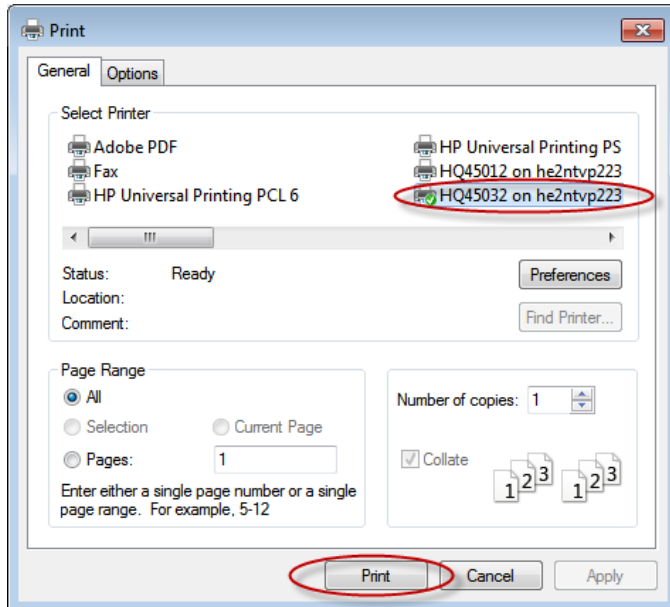 Print
General Options
Select Printer
Adobe PDF HP Universal Printing PS
Fax HQ45012 on he2ntvp223
HP Universal Printing PCL 6 HQ45032 on he2ntvp223
Status: Ready Preferences
Location:
Comment: Find Printer...
Page Range
All Number of copies: 1
Selection Current Page
Pages: 1 Collate
1 2 3 1 2 3
Enter either a single page number or a single
page range. For example, 5-12
Print Cancel Apply